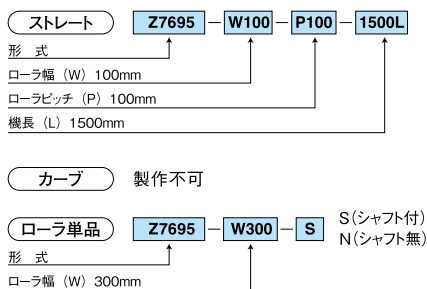 ストレート Z7695 － W100 － P100 － 1500L
形　式
ローラ幅（W）100mm
ローラピッチ（P）100mm
機長（L）1500mm
カーブ 製作不可
ローラ単品 Z7695 － W300 － S S（シャフト付）
N（シャフト無）
形　式
ローラ幅（W）300mm